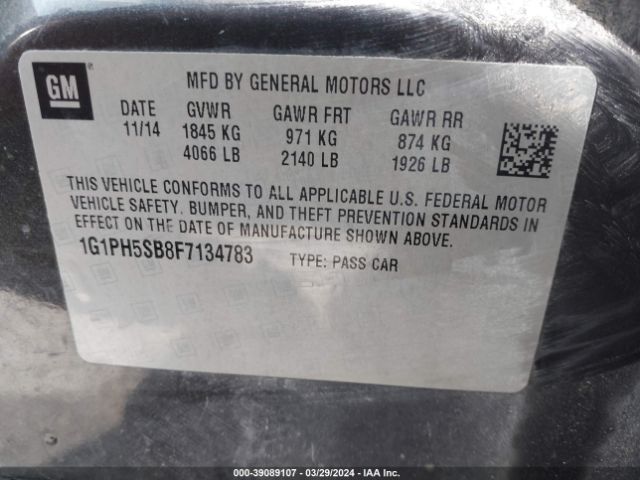 GM
MFD BY GENERAL MOTORS LLC
DATE GVWR GAWR FRT GAWR RR
11/14 1845 KG 971 KG 874 KG
4066 LB 2140 LB 1926 LB
THIS VEHICLE CONFORMS TO ALL APPLICABLE U.S. FEDERAL MOTOR
VEHICLE SAFETY, BUMPER, AND THEFT PREVENTION STANDARDS IN
EFFECT ON THE DATE OF MANUFACTURE SHOWN ABOVE.
1G1PH5SB8F7134783 TYPE: PASS CAR
000-39089107 / 03/29/2024 - IAA Inc.